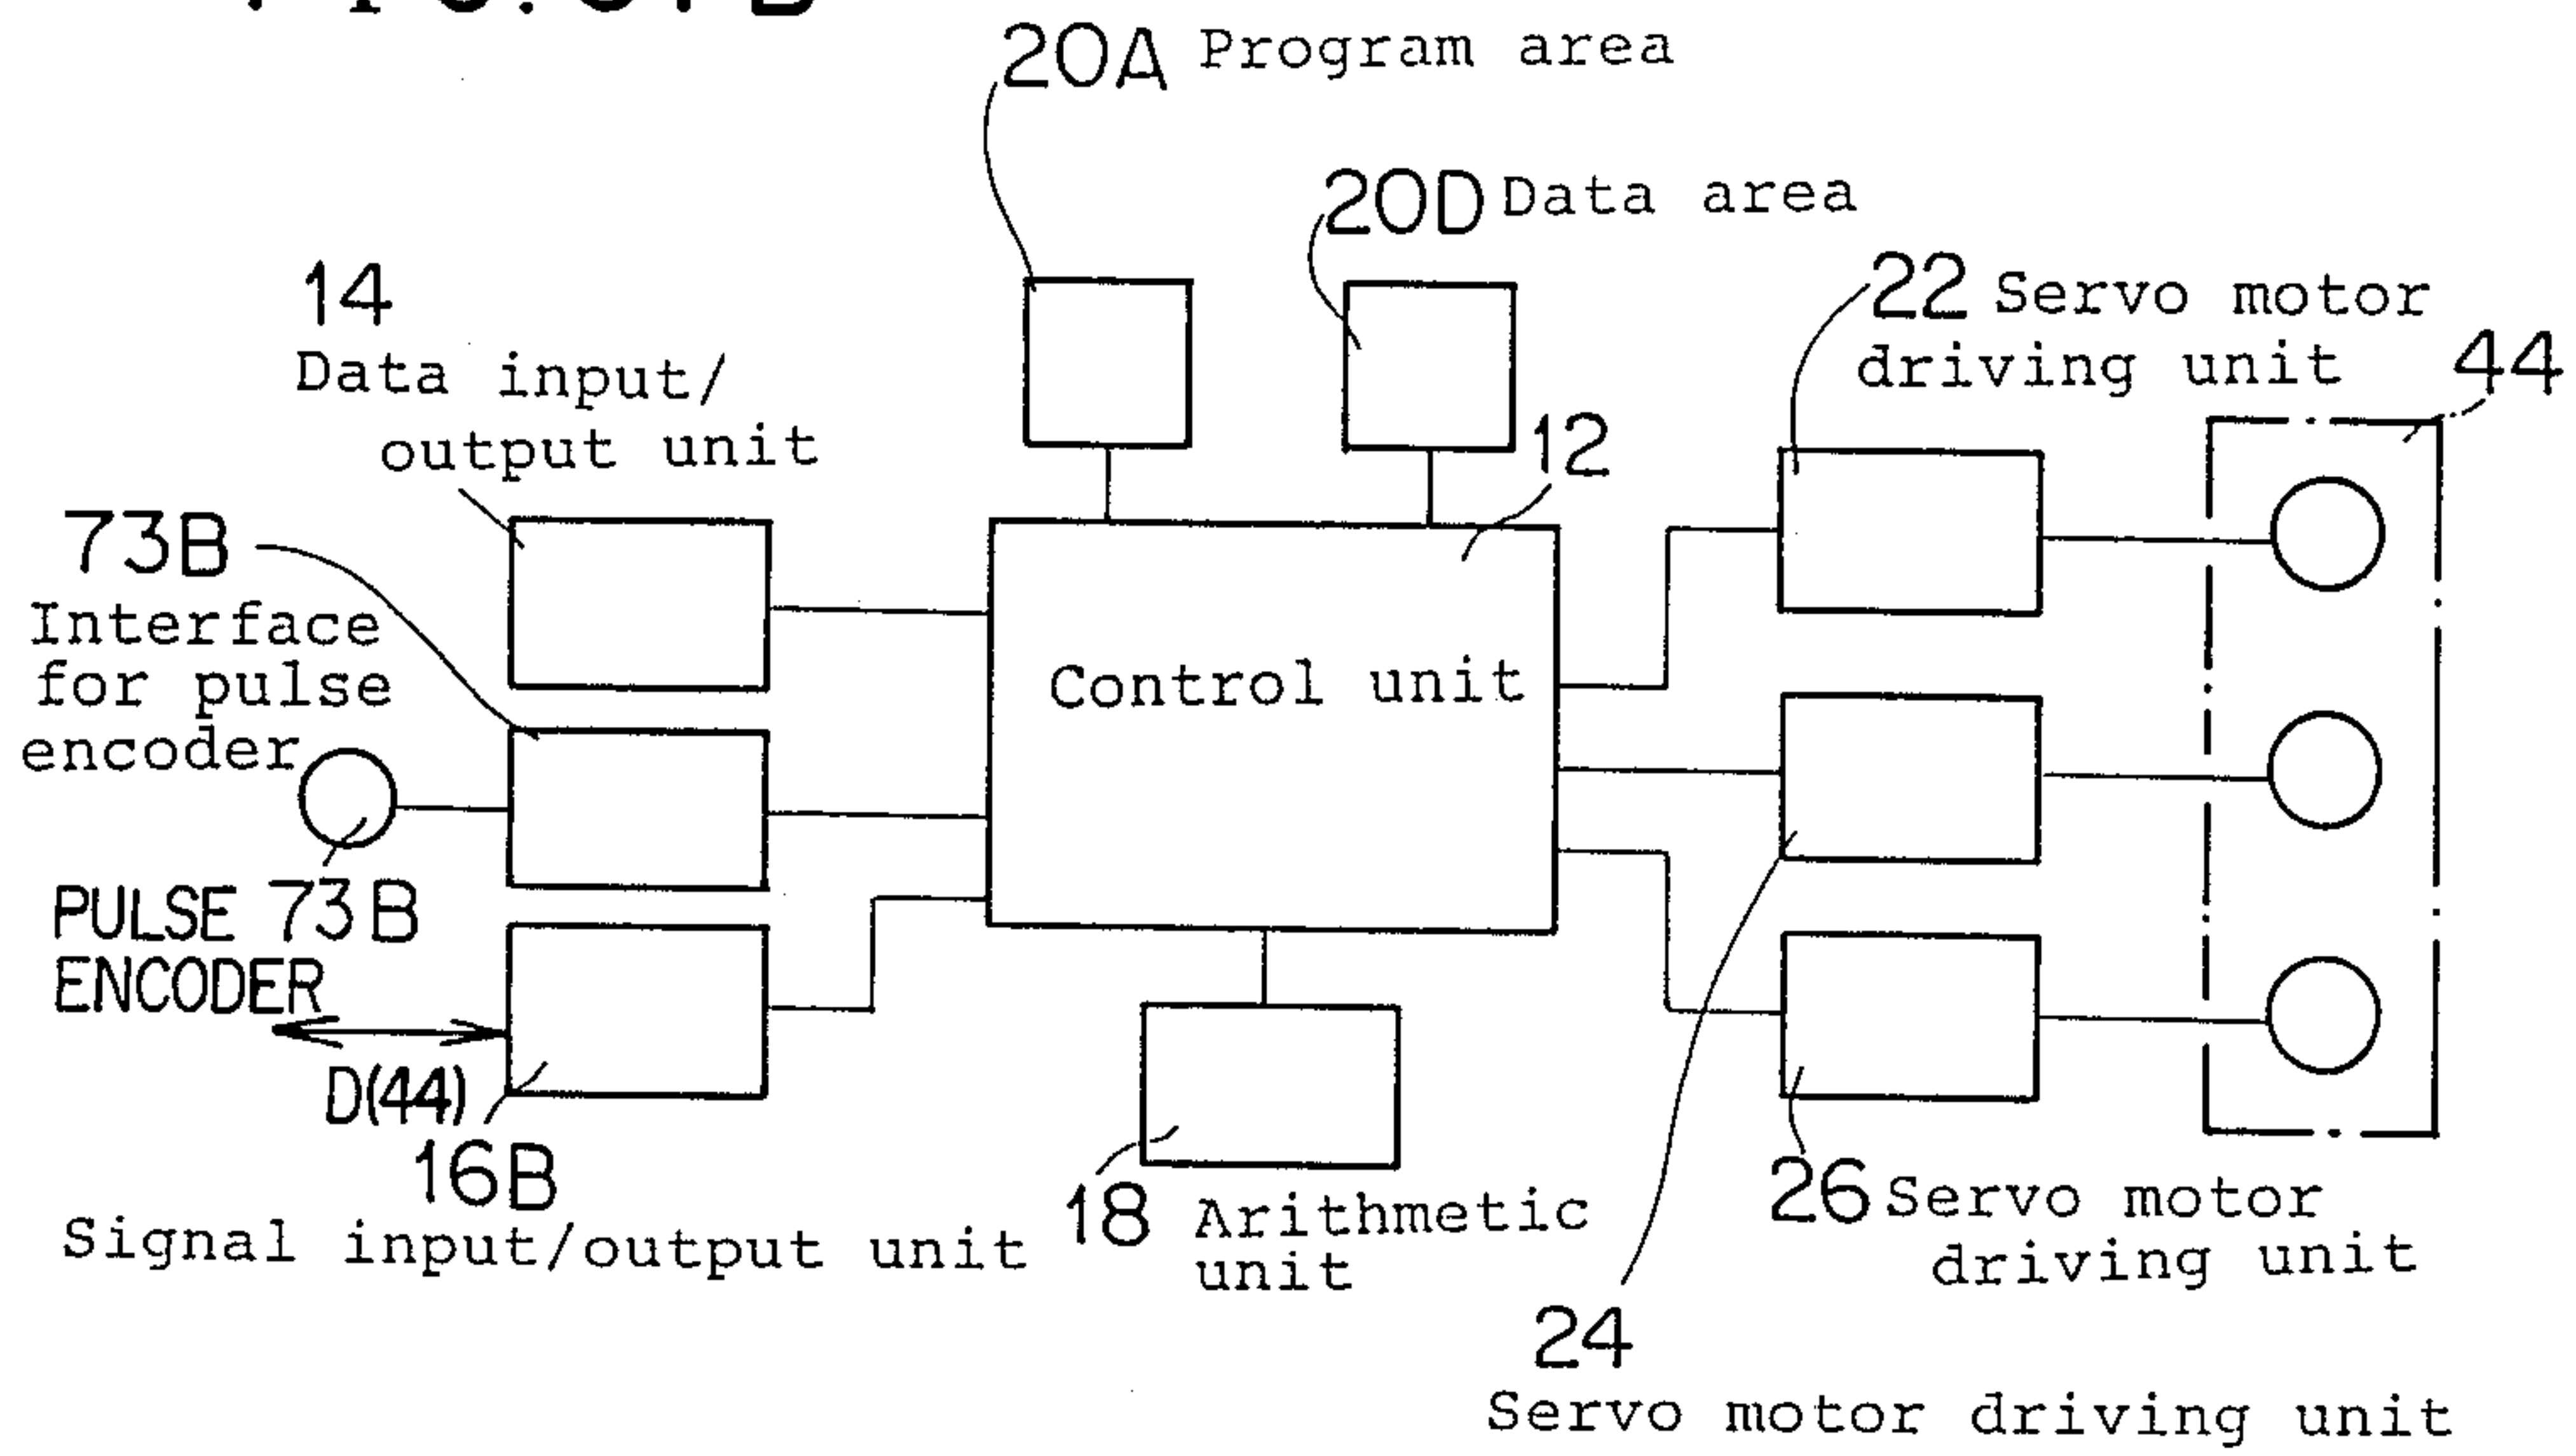 20A Program area
20D Data area
14
Data input/
output unit
22 Servo motor
driving unit
44
12
73B
Interface
for pulse
encoder
Control unit
PULSE 73B
ENCODER
D(44)
16B
Signal input/output unit
18 Arithmetic
unit
26 Servo motor
driving unit
24
Servo motor driving unit